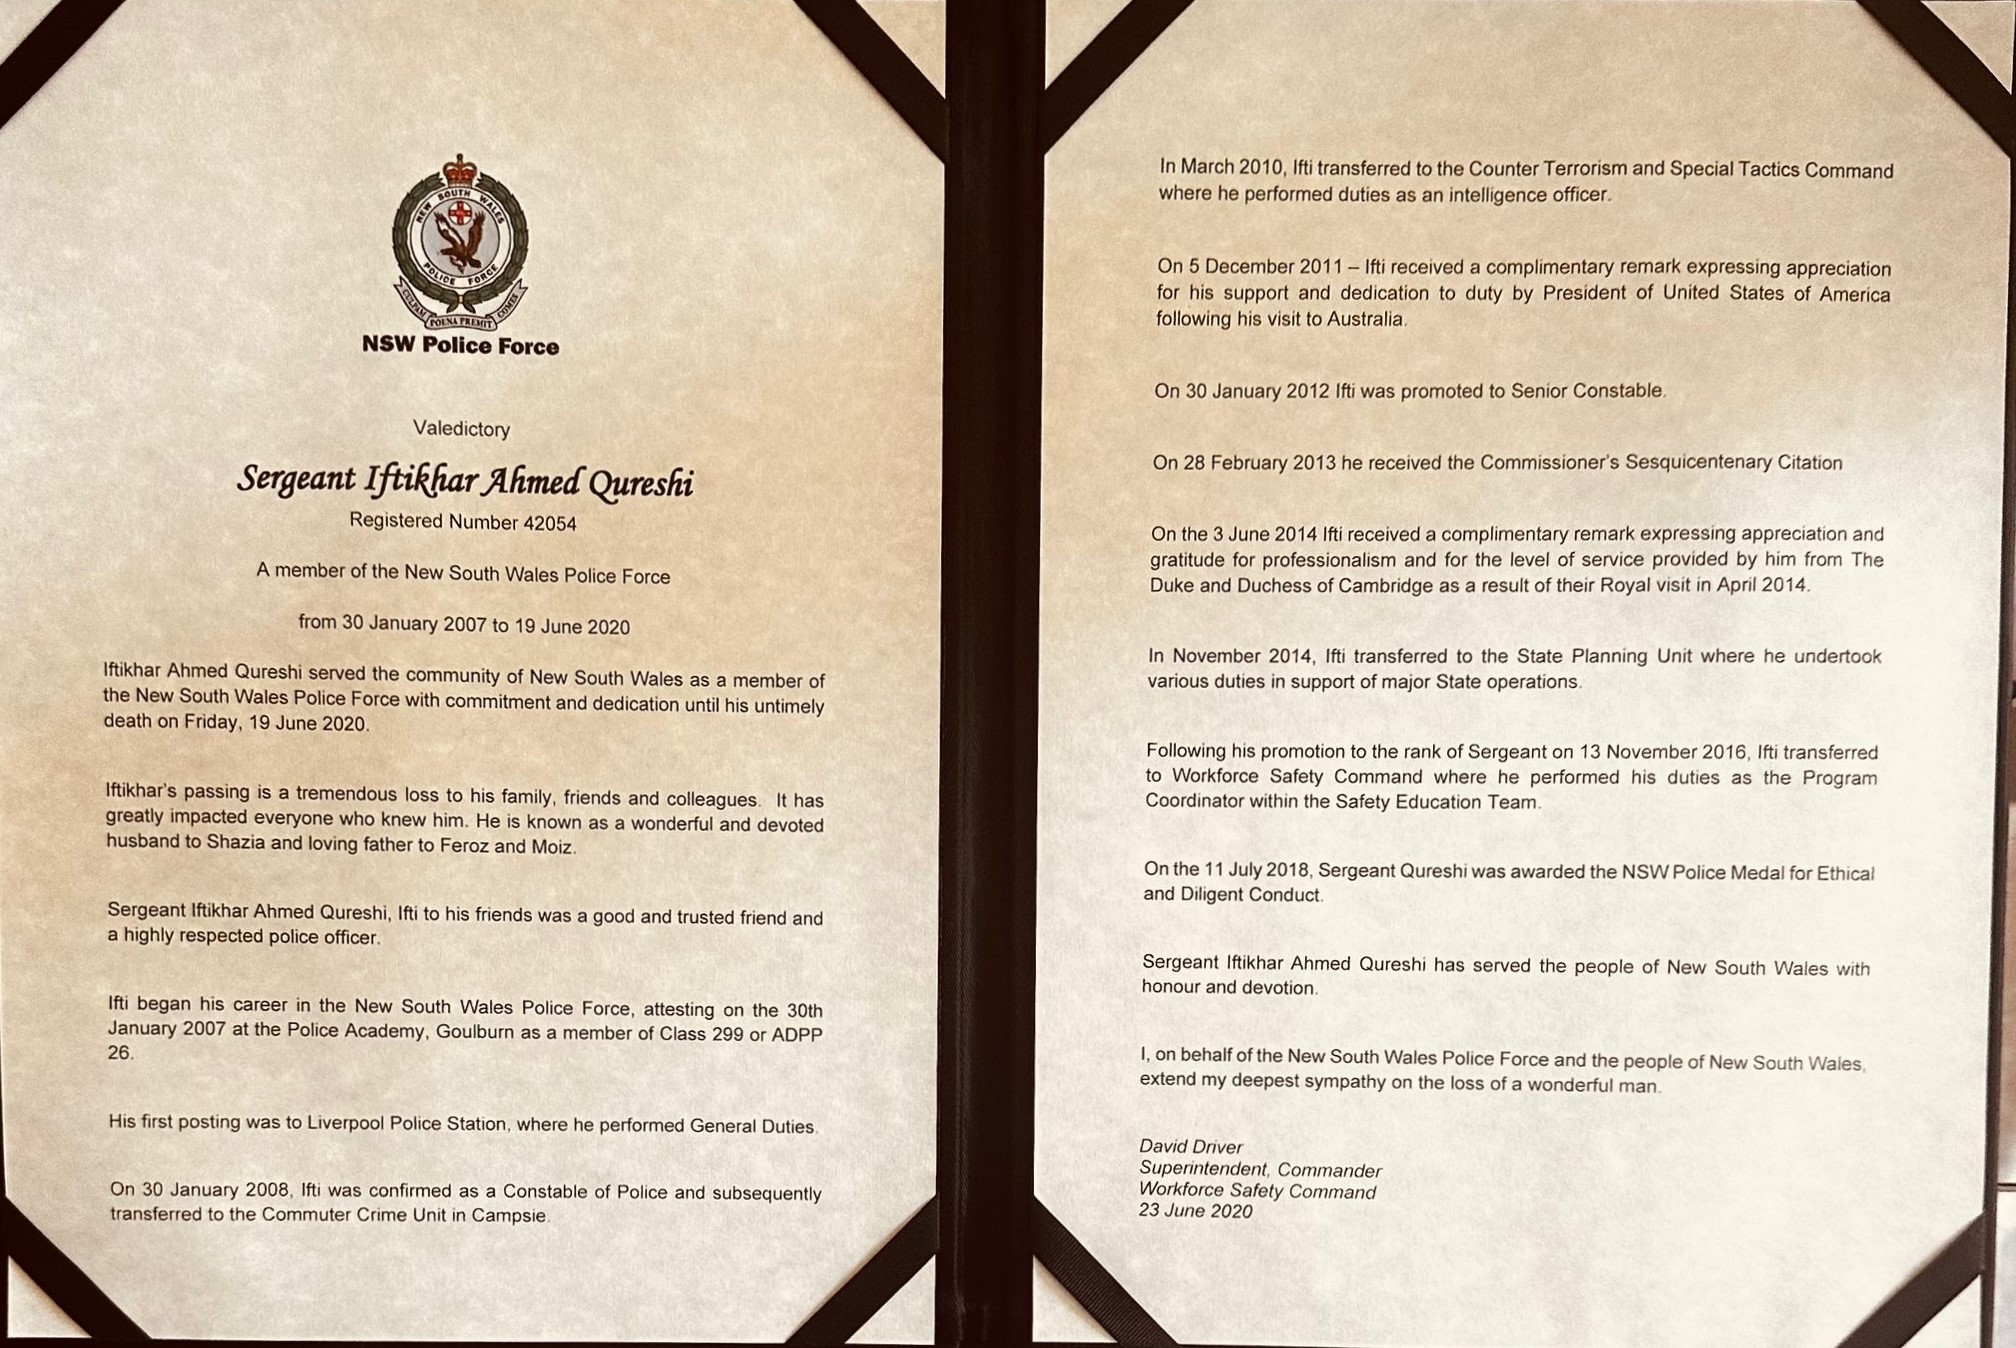 NEW SOUTH WALES
POLICE FORCE
CULPAM POENA PREMIT COMES
NSW Police Force
Valedictory
Sergeant Iftikhar Ahmed Qureshi
Registered Number 42054
A member of the New South Wales Police Force
from 30 January 2007 to 19 June 2020
Iftikhar Ahmed Qureshi served the community of New South Wales as a member of
the New South Wales Police Force with commitment and dedication until his untimely
death on Friday, 19 June 2020.
Iftikhar's passing is a tremendous loss to his family, friends and colleagues. It has
greatly impacted everyone who knew him. He is known as a wonderful and devoted
husband to Shazia and loving father to Feroz and Moiz.
Sergeant Iftikhar Ahmed Qureshi, Ifti to his friends was a good and trusted friend and
a highly respected police officer.
Ifti began his career in the New South Wales Police Force, attesting on the 30th
January 2007 at the Police Academy, Goulburn as a member of Class 299 or ADPP
26.
His first posting was to Liverpool Police Station, where he performed General Duties.
On 30 January 2008, Ifti was confirmed as a Constable of Police and subsequently
transferred to the Commuter Crime Unit in Campsie.
In March 2010, Ifti transferred to the Counter Terrorism and Special Tactics Command
where he performed duties as an intelligence officer.
On 5 December 2011 – Ifti received a complimentary remark expressing appreciation
for his support and dedication to duty by President of United States of America
following his visit to Australia.
On 30 January 2012 Ifti was promoted to Senior Constable.
On 28 February 2013 he received the Commissioner's Sesquicentenary Citation
On the 3 June 2014 Ifti received a complimentary remark expressing appreciation and
gratitude for professionalism and for the level of service provided by him from The
Duke and Duchess of Cambridge as a result of their Royal visit in April 2014.
In November 2014, Ifti transferred to the State Planning Unit where he undertook
various duties in support of major State operations.
Following his promotion to the rank of Sergeant on 13 November 2016, Ifti transferred
to Workforce Safety Command where he performed his duties as the Program
Coordinator within the Safety Education Team.
On the 11 July 2018, Sergeant Qureshi was awarded the NSW Police Medal for Ethical
and Diligent Conduct.
Sergeant Iftikhar Ahmed Qureshi has served the people of New South Wales with
honour and devotion.
I, on behalf of the New South Wales Police Force and the people of New South Wales,
extend my deepest sympathy on the loss of a wonderful man.
David Driver
Superintendent, Commander
Workforce Safety Command
23 June 2020